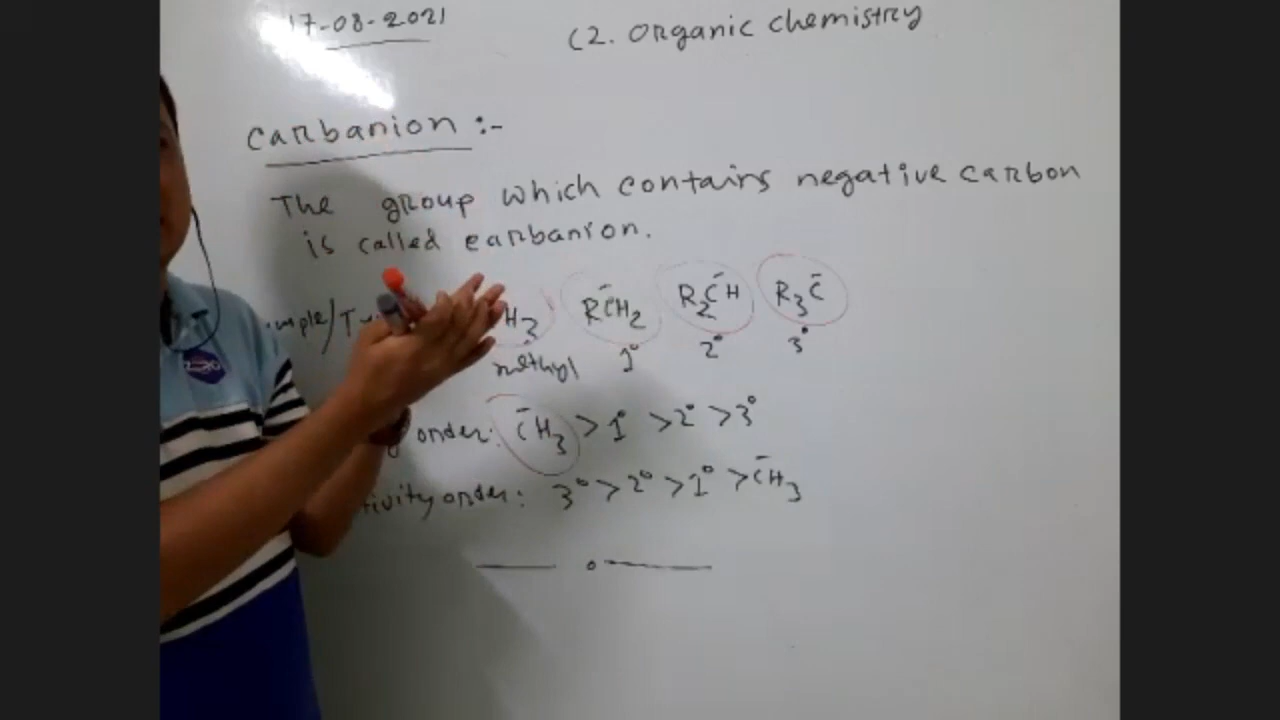 17-08-2021
C2. Organic chemistry
Carbanion :-
The group which contains negative carbon
is called carbanion.
H₃ RC̄H₂ R₂C̄H R₃C̄
methyl 1° 2° 3°
order: C̄H₃ > 1° > 2° > 3°
tivity order: 3° > 2° > 1° > C̄H₃